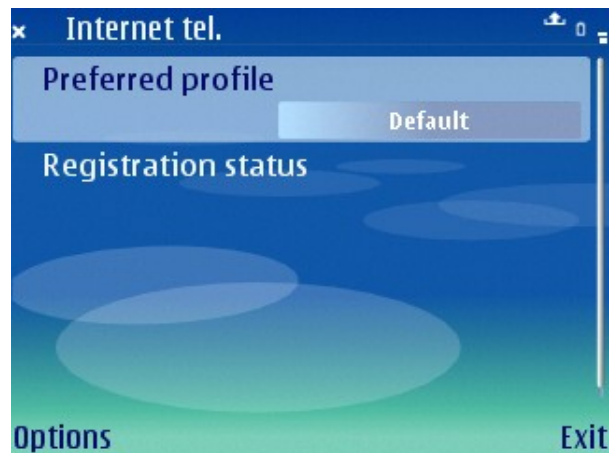 Internet tel.
Preferred profile
Default
Registration status
Options
Exit